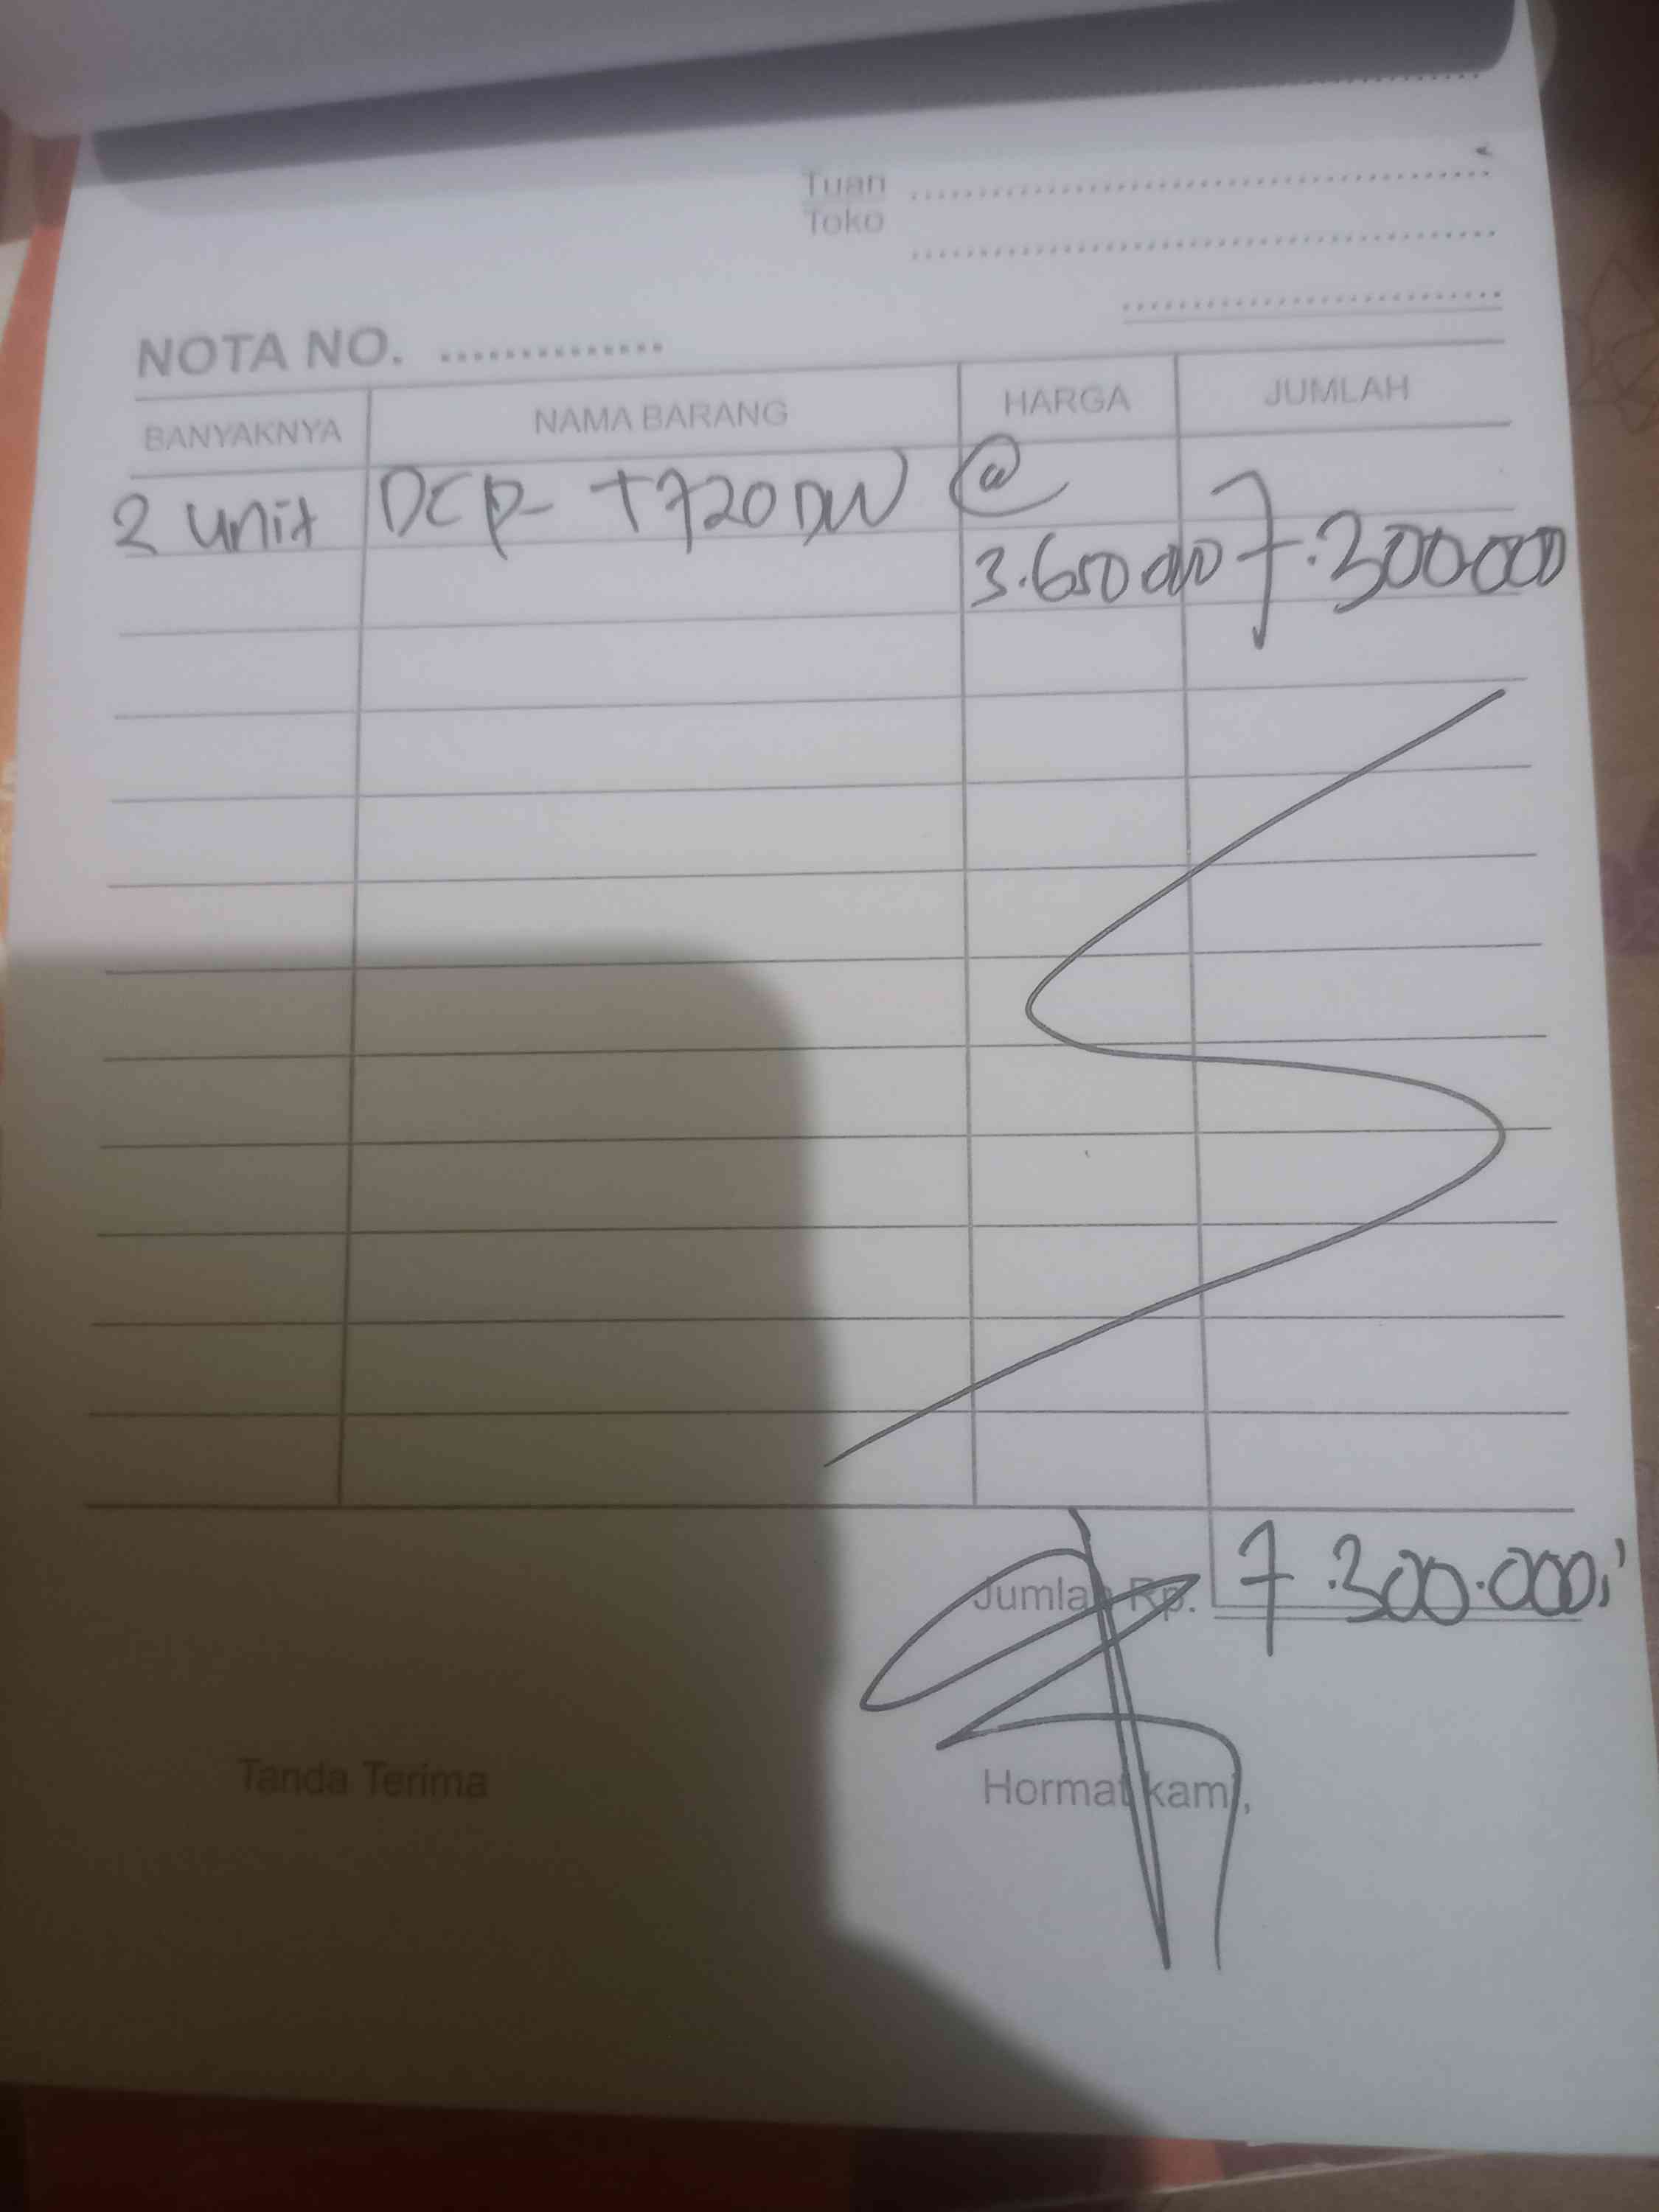 Tuan
Toko
NOTA NO. ...............
BANYAKNYA NAMA BARANG HARGA JUMLAH
2 unit DCP- T720DW @
3.650.000 7.300.000
Jumlah Rp. 7.300.000,
Tanda Terima Hormat kami,